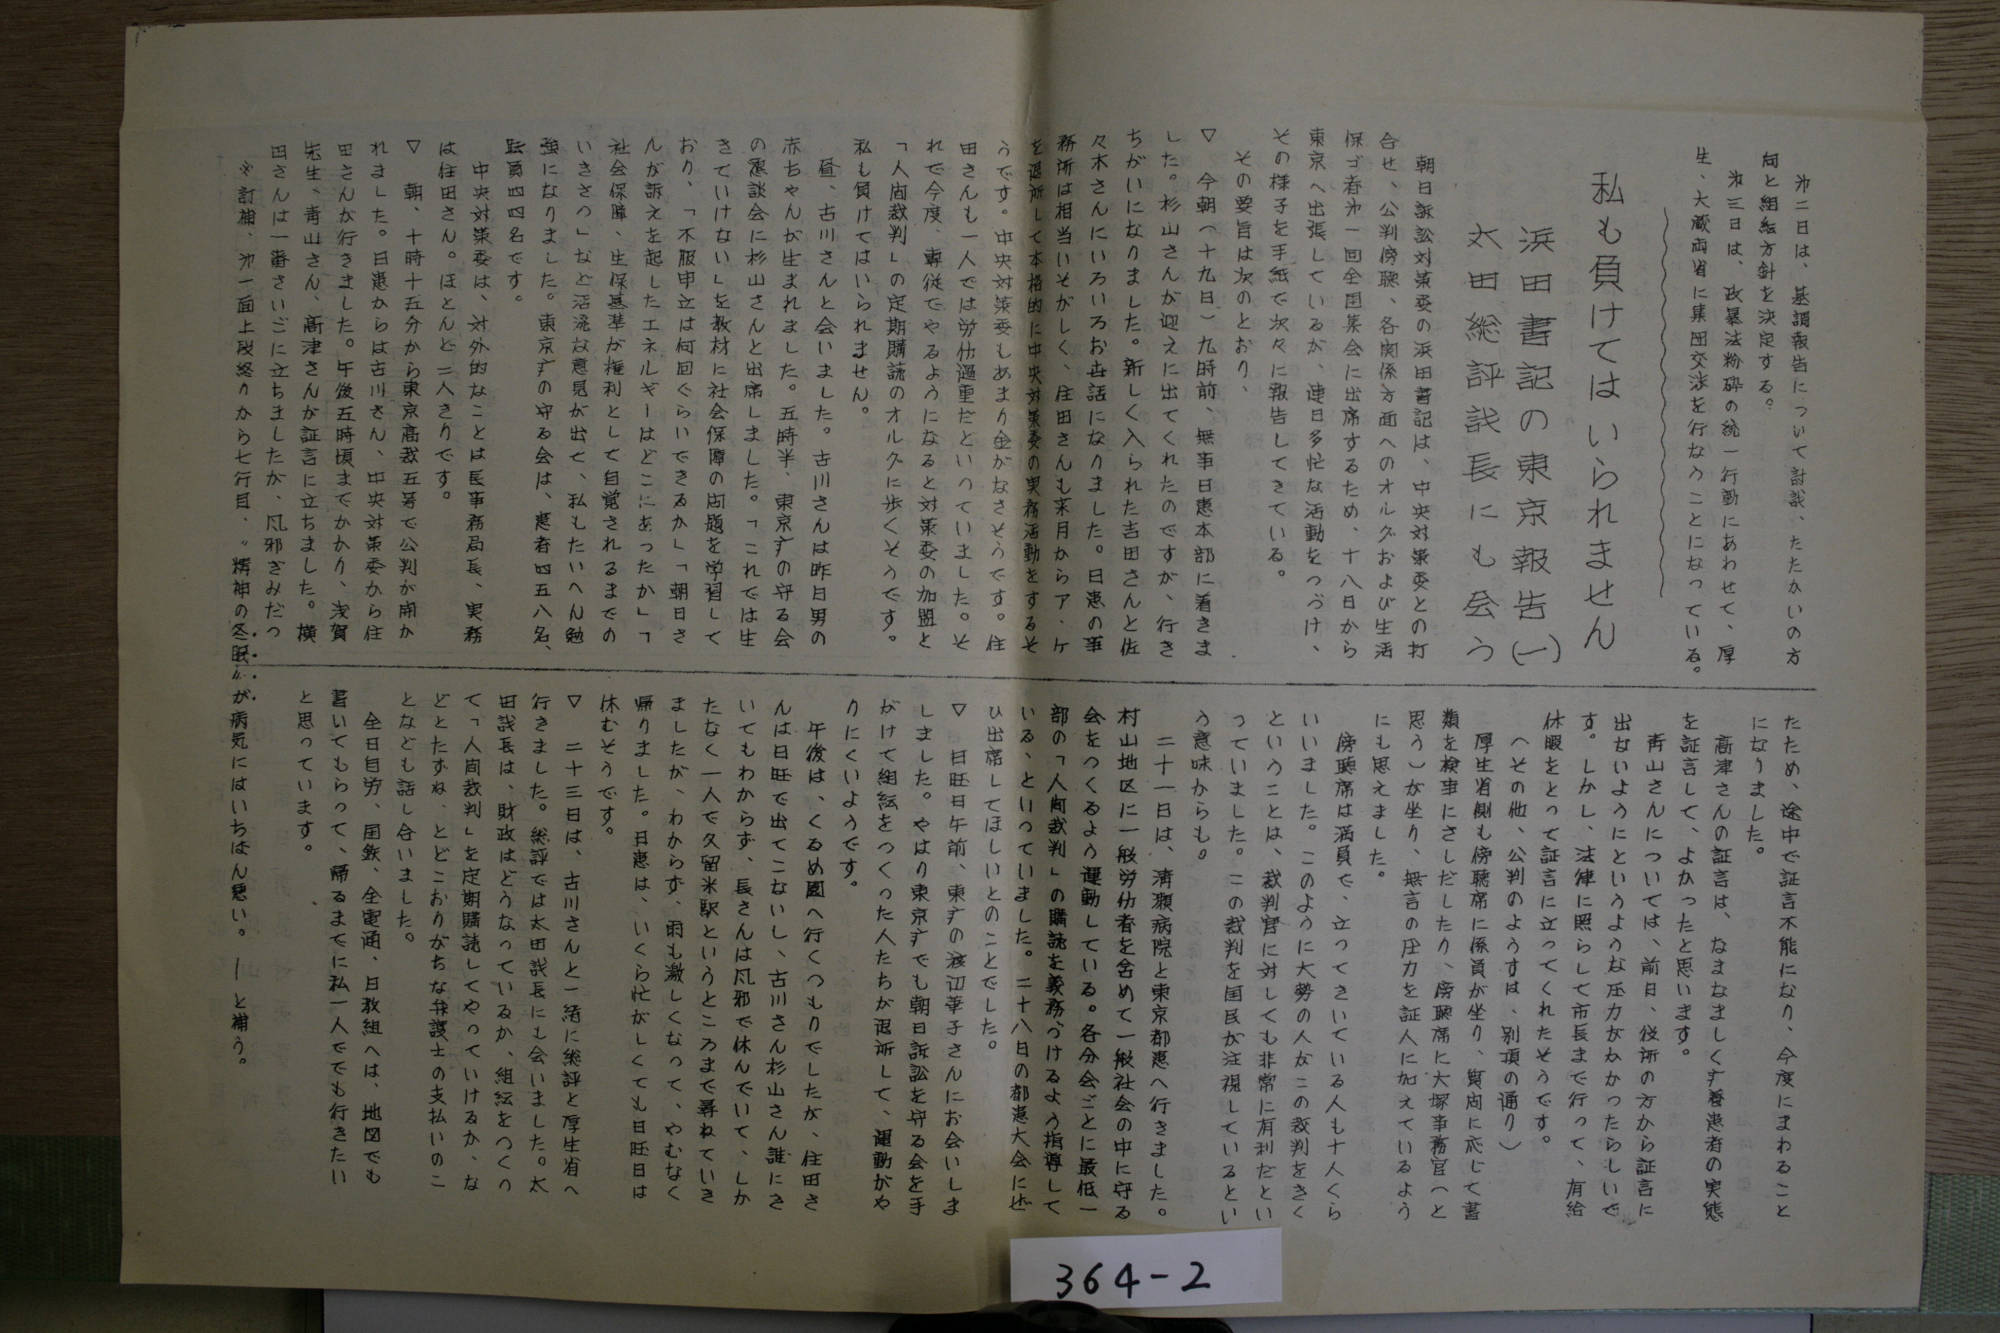 㐧二日は、基調報告について討議、たたかいの方
向と組織方針を決定する。
㐧三日は、政暴法粉砕の統一行動にあわせて、厚
生、大蔵両省に集団交渉を行なうことになっている。
私も負けてはいられません
浜田書記の東京報告(一)
太田総評議長にも会う
朝日訴訟対策委の浜田書記は、中央対策委との打
合せ、公判傍聴、各関係方面へのオルグおよび生活
保ゴ者㐧一回全国集会に出席するため、十八日から
東京へ出張しているが、連日多忙な活動をつづけ、
その様子を手紙で次々に報告してきている。
その要旨は次のとおり、
▽ 今朝(十九日)九時前、無事日患本部に着きま
した。杉山さんが迎えに出てくれたのですが、行き
ちがいになりました。新しく入られた吉田さんと佐
々木さんにいろいろお世話になりました。日患の事
務所は相当いそがしく、住田さんも来月からア、ケ
を退所して本格的に中央対策委の実務活動をするそ
うです。中央対策委もあまり金がなさそうです。住
田さんも一人では労仂過重だといっていました。そ
れで今度、専従でやるようになると対策委の加盟と
「人间裁判」の定期購読のオルグに歩くそうです。
私も負けてはいられません。
昼、古川さんと会いました。古川さんは昨日男の
赤ちゃんが生まれました。五時半、東京疒の守る会
の懇談会に杉山さんと出席しました。「これでは生
きていけない」を教材に社会保障の问題を学習して
おり、「不服申立は何回ぐらいできるか」「朝日さ
んが訴えを起したエネルギーはどこにあったか」「
社会保障、生保基準が権利として自覚されるまでの
いきさつ」など活溌な意見が出て、私もたいへん勉
強になりました。東京疒の守る会は、患者四五八名、
医員四四名です。
中央対策委は、対外的なことは長事務局長、実務
は住田さん。ほとんど二人きりです。
▽ 朝、十時十五分から東京高裁五号で公判が開か
れました。日患からは古川さん、中央対策委から住
田さんが行きました。午後五時頃までかかり、浅賀
先生、青山さん、高津さんが証言に立ちました。横
田さんは一番さいごに立ちましたが、凡邪ぎみだっ
※訂補、㐧一面上段終りから七行目、〝精神の冬眠〟が病気にはいちばん悪い。―と補う。
たため、途中で証言不能になり、今度にまわること
になりました。
高津さんの証言は、なまなましく疒養患者の実態
を証言して、よかったと思います。
青山さんについては、前日、役所の方から証言に
出ないようにというような圧力がかかったらしいで
す。しかし、法律に照らして市長まで行って、有給
休暇をとって証言に立ってくれたそうです。
(その他、公判のようすは、別項の通り)
厚生省側も傍聴席に係員が坐り、質问に応じて書
類を検事にさしだしたり、傍聴席に大塚事務官(と
思う)が坐り、無言の圧力を証人に加えているよう
にも思えました。
傍聴席は満員で、立ってきいている人も十人くら
いいました。このように大勢の人がこの裁判をきく
ということは、裁判官に対しても非常に有利だとい
っていました。この裁判を国民が注視しているとい
う意味からも。
二十一日は、清瀬病院と東京都患へ行きました。
村山地区に一般労仂者を含めて一般社会の中に守る
会をつくるよう運動している。各分会ごとに最低一
部の「人间裁判」の購読を義務づけるよう指導して
いる、といっていました。二十八日の都患大会にぜ
ひ出席してほしいとのことでした。
▽ 日旺日午前、東疒の渡辺華子さんにお会いしま
しました。やはり東京疒でも朝日訴訟を守る会を手
がけて組織をつくった人たちが退所して、運動がや
りにくいようです。
午後は、くるめ園へ行くつもりでしたが、住田さ
んは日旺で出てこないし、古川さん杉山さん誰にき
いてもわからず、長さんは凡邪で休んでいて、しか
たなく一人で久留米駅というところまで尋ねていき
ましたが、わからず、雨も激しくなって、やむなく
帰りました。日患は、いくら忙がしくても日旺日は
休むそうです。
▽ 二十三日は、古川さんと一緒に総評と厚生省へ
行きました。総評では太田議長にも会いました。太
田議長は、財政はどうなっているか、組織をつくり
て「人间裁判」を定期購読してやっていけるか、な
どとたずね、とどこおりがちな弁護士の支払いのこ
となども話し合いました。
全日自労、国鉄、全電通、日教組へは、地図でも
書いてもらって、帰るまでに私一人ででも行きたい
と思っています。
364-2